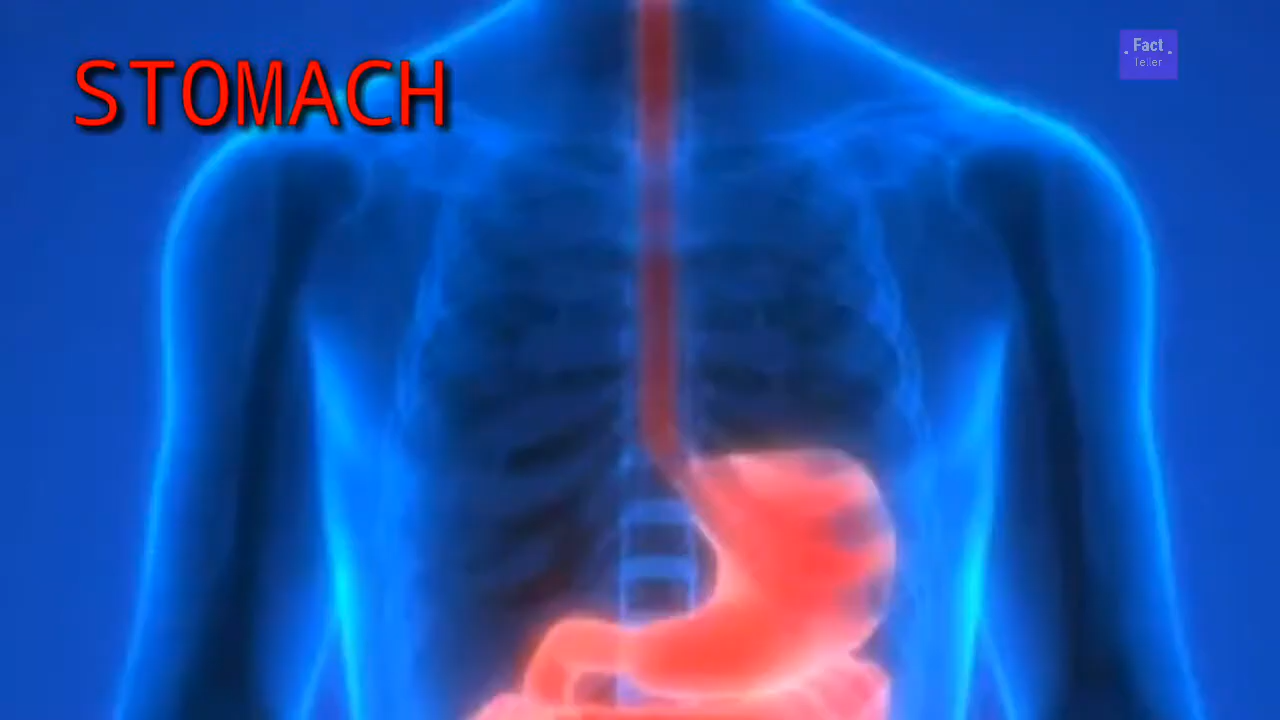 STOMACH
. Fact .
Teller